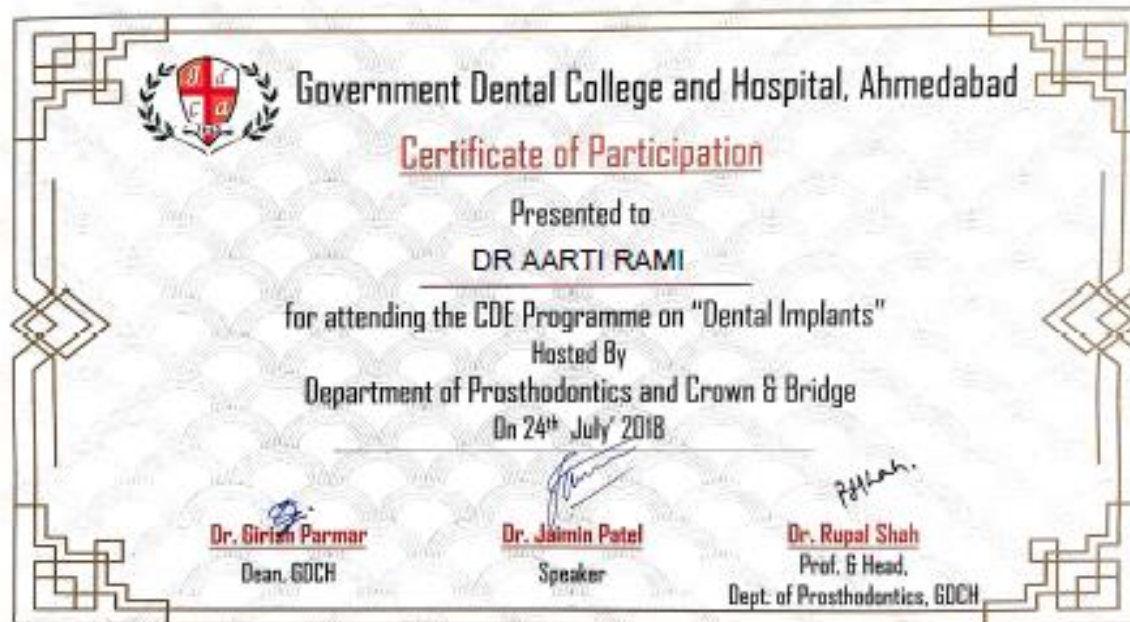 Government Dental College and Hospital, Ahmedabad
Certificate of Participation
Presented to
DR AARTI RAMI
for attending the CDE Programme on "Dental Implants"
Hosted By
Department of Prosthodontics and Crown & Bridge
On 24th July' 2018
Dr. Girish Parmar
Dean, GDCH
Dr. Jaimin Patel
Speaker
Dr. Rupal Shah
Prof. & Head,
Dept. of Prosthodontics, GDCH